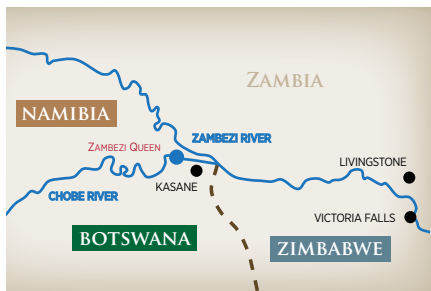 ZAMBIA
NAMIBIA
ZAMBEZI RIVER
ZAMBEZI QUEEN
LIVINGSTONE
KASANE
CHOBE RIVER
VICTORIA FALLS
BOTSWANA
ZIMBABWE